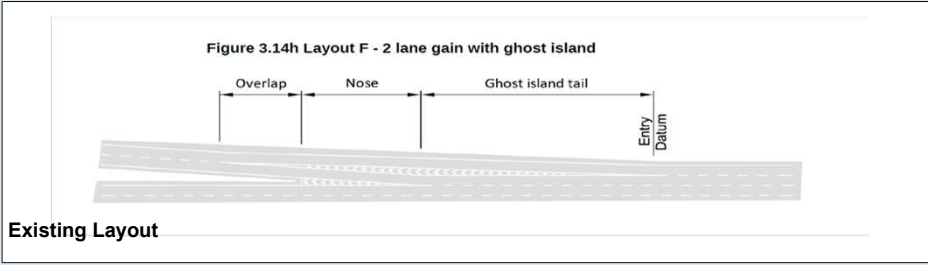 Figure 3.14h Layout F - 2 lane gain with ghost island
Overlap
Nose
Ghost island tail
Entry
Datum
Existing Layout